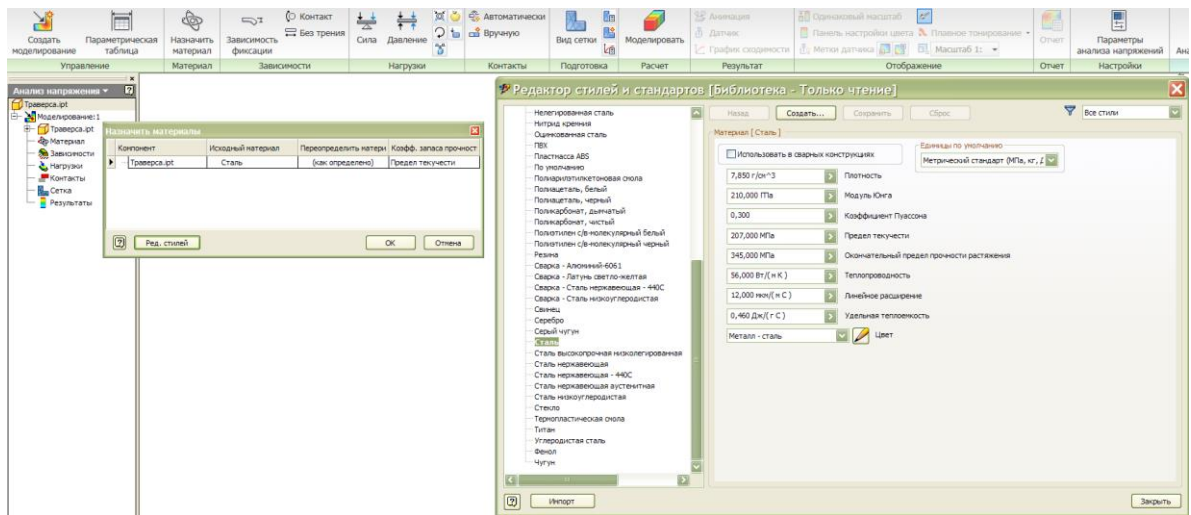 Контакт
Без трения
Автоматически
Вручную
Анимация
Датчик
График сходимости
Одинаковый масштаб
Панель настройки цвета
Плавное тонирование
Метки датчика
Масштаб 1:
Создать моделирование
Параметрическая таблица
Назначить материал
Зависимость фиксации
Сила
Давление
Вид сетки
Моделировать
Отчет
Параметры анализа напряжений
Управление
Материал
Зависимости
Нагрузки
Контакты
Подготовка
Расчет
Результат
Отображение
Отчет
Настройки
Анализ напряжения
Траверса.ipt
Моделирование:1
Траверса.ipt
Материал
Зависимости
Нагрузки
Контакты
Сетка
Результаты
Назначить материалы
Компонент Исходный материал Переопределить матери Коэфф. запаса прочност
Траверса.ipt Сталь (как определено) Предел текучести
Ред. стилей OK Отмена
Редактор стилей и стандартов [Библиотека - Только чтение]
Нелегированная сталь
Нитрид кремния
Оцинкованная сталь
ПВХ
Пластмасса ABS
По умолчанию
Полиарилэтилкетоновая смола
Полиацеталь, белый
Полиацеталь, черный
Поликарбонат, дымчатый
Поликарбонат, чистый
Полиэтилен с/в-молекулярный белый
Полиэтилен с/в-молекулярный черный
Резина
Сварка - Алюминий-6061
Сварка - Латунь светло-желтая
Сварка - Сталь нержавеющая - 440C
Сварка - Сталь низкоуглеродистая
Свинец
Серебро
Серый чугун
Сталь
Сталь высокопрочная низколегированная
Сталь нержавеющая
Сталь нержавеющая - 440C
Сталь нержавеющая аустенитная
Сталь низкоуглеродистая
Стекло
Термопластическая смола
Титан
Углеродистая сталь
Фенол
Чугун
Импорт
Назад Создать... Сохранить Сброс Все стили
Материал [ Сталь ]
Использовать в сварных конструкциях
Единицы по умолчанию
Метрический стандарт (МПа, кг, Д
7,850 г/см^3 Плотность
210,000 ГПа Модуль Юнга
0,300 Коэффициент Пуассона
207,000 МПа Предел текучести
345,000 МПа Окончательный предел прочности растяжения
56,000 Вт/( м К ) Теплопроводность
12,000 мкм/( м C ) Линейное расширение
0,460 Дж/( г C ) Удельная теплоемкость
Металл - сталь Цвет
Закрыть